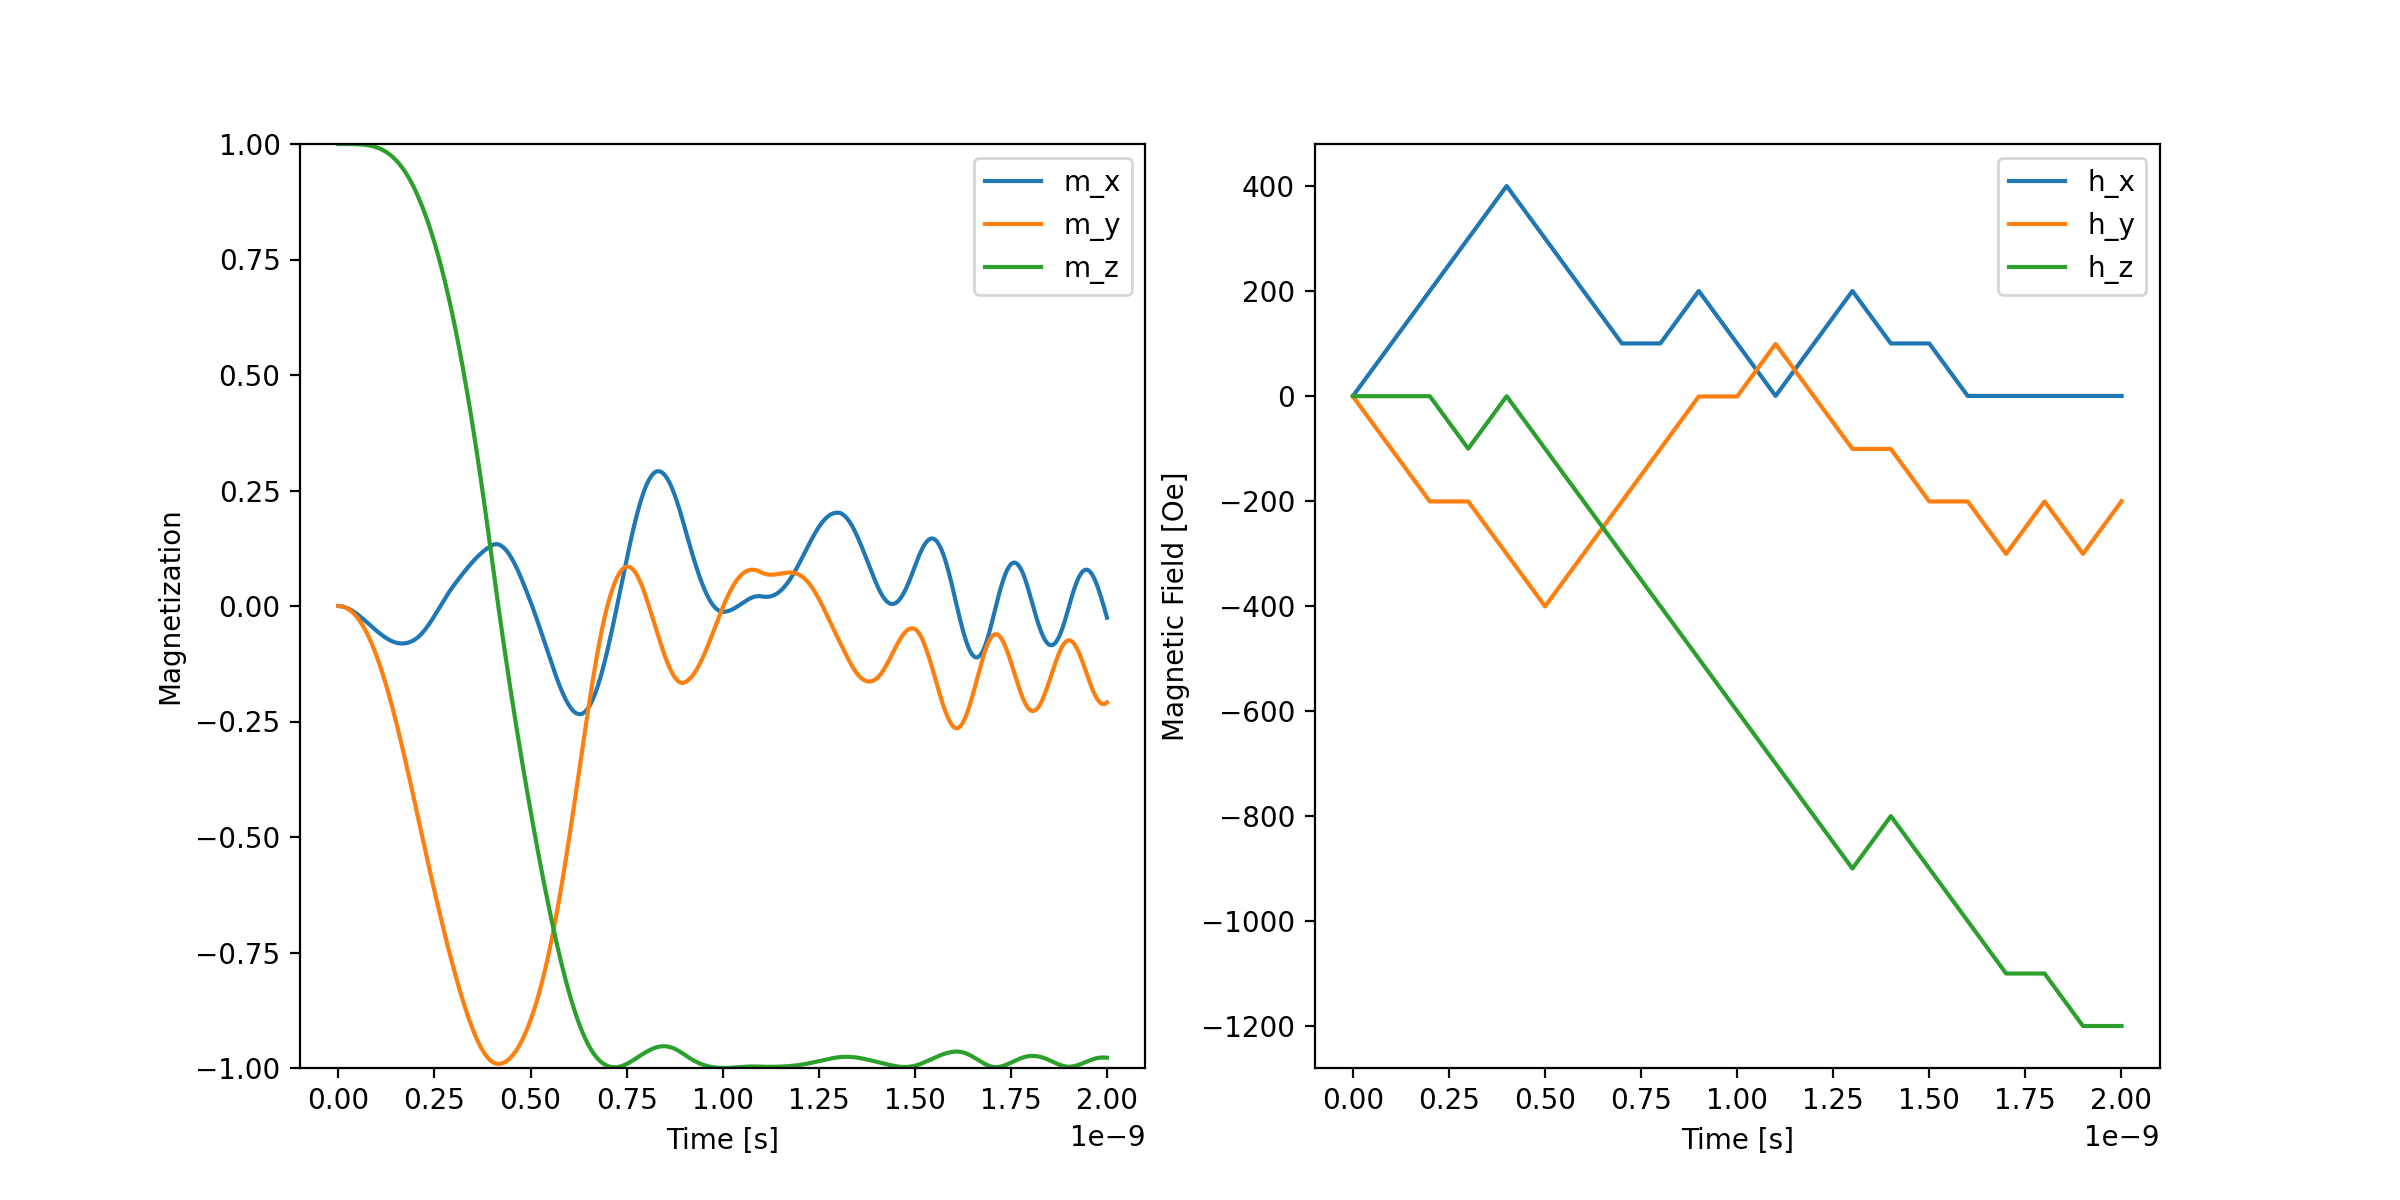 Magnetization
1.00
0.75
0.50
0.25
0.00
−0.25
−0.50
−0.75
−1.00
0.00 0.25 0.50 0.75 1.00 1.25 1.50 1.75 2.00
1e−9
Time [s]
m_x
m_y
m_z
Magnetic Field [Oe]
400
200
0
−200
−400
−600
−800
−1000
−1200
0.00 0.25 0.50 0.75 1.00 1.25 1.50 1.75 2.00
1e−9
Time [s]
h_x
h_y
h_z